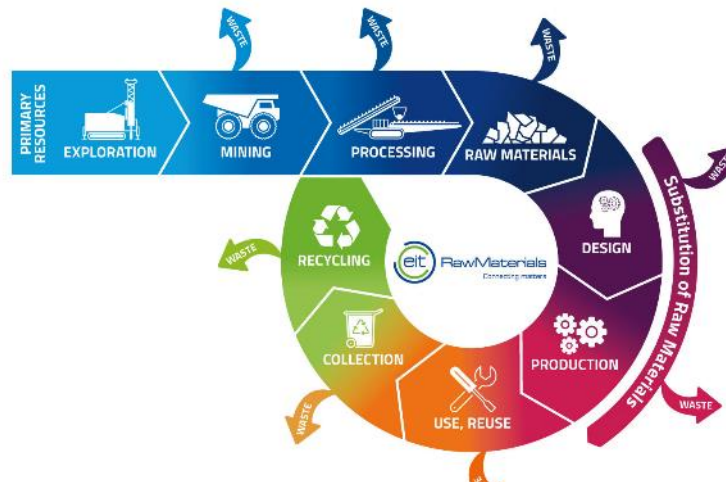 WASTE
WASTE
WASTE
PRIMARY
RESOURCES
EXPLORATION
MINING
PROCESSING
RAW MATERIALS
WASTE
Substitution of Raw Materials
DESIGN
RECYCLING
WASTE
eit RawMaterials
Connecting matters
COLLECTION
PRODUCTION
USE, REUSE
WASTE
WASTE